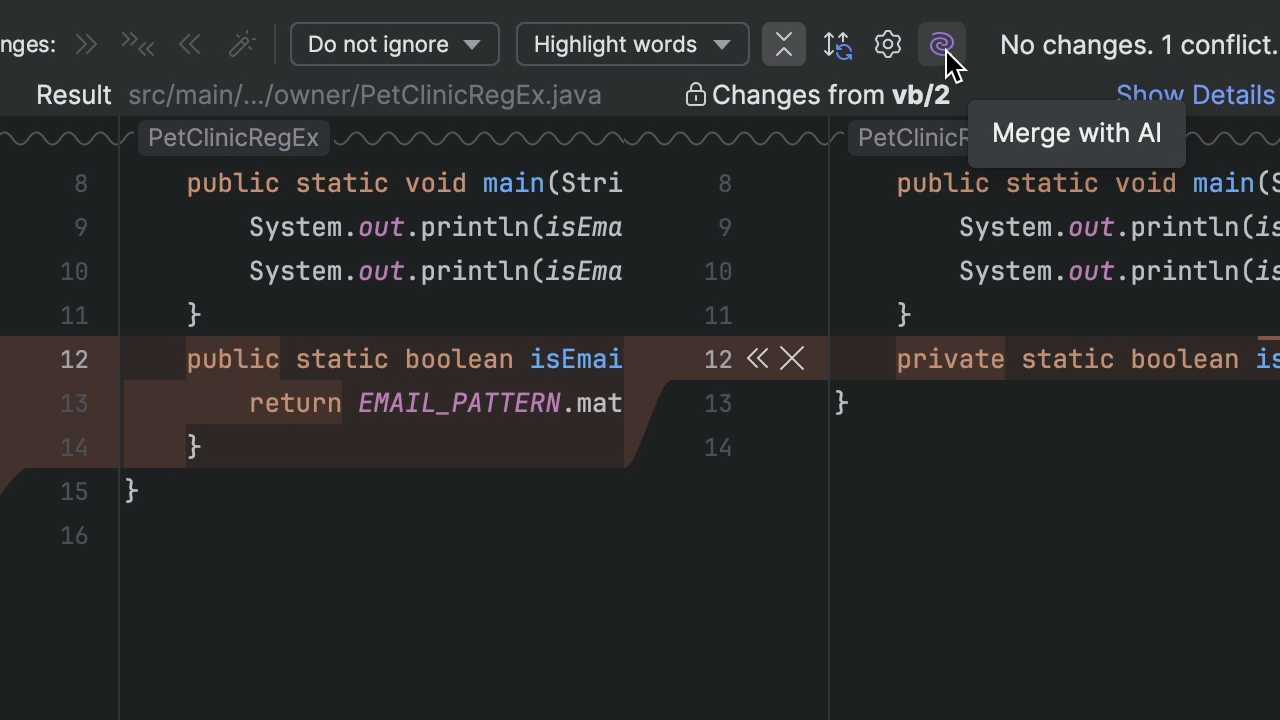 nges: Do not ignore Highlight words No changes. 1 conflict.
Result src/main/.../owner/PetClinicRegEx.java Changes from vb/2 Show Details
Merge with AI
PetClinicRegEx PetClinicR
8 public static void main(Stri
9 System.out.println(isEma
10 System.out.println(isEma
11 }
12 public static boolean isEmai
13 return EMAIL_PATTERN.mat
14 }
15 }
16
8 public static void main(S
9 System.out.println(is
10 System.out.println(is
11 }
12 private static boolean is
13 }
14